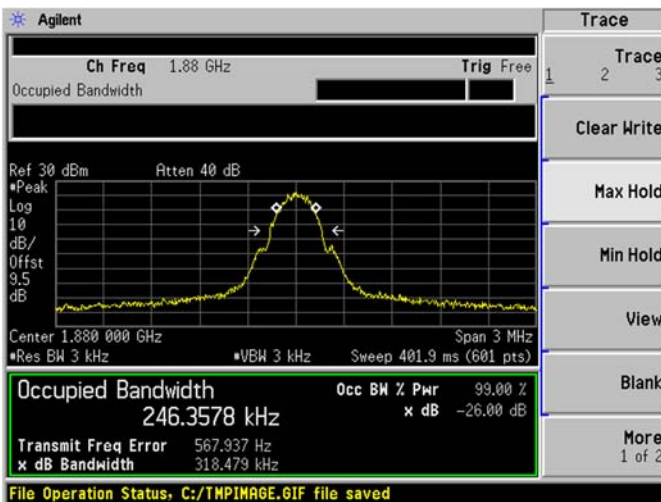 Agilent
Trace
Ch Freq 1.88 GHz Trig Free
Occupied Bandwidth
Trace
1 2 3
Clear Write
Max Hold
Min Hold
View
Blank
More
1 of 2
Ref 30 dBm Atten 40 dB
#Peak
Log
10
dB/
Offst
9.5
dB
Center 1.880 000 GHz Span 3 MHz
#Res BW 3 kHz #VBW 3 kHz Sweep 401.9 ms (601 pts)
Occupied Bandwidth Occ BW % Pwr 99.00 %
246.3578 kHz x dB -26.00 dB
Transmit Freq Error 567.937 Hz
x dB Bandwidth 318.479 kHz
File Operation Status, C:/TMPIMAGE.GIF file saved